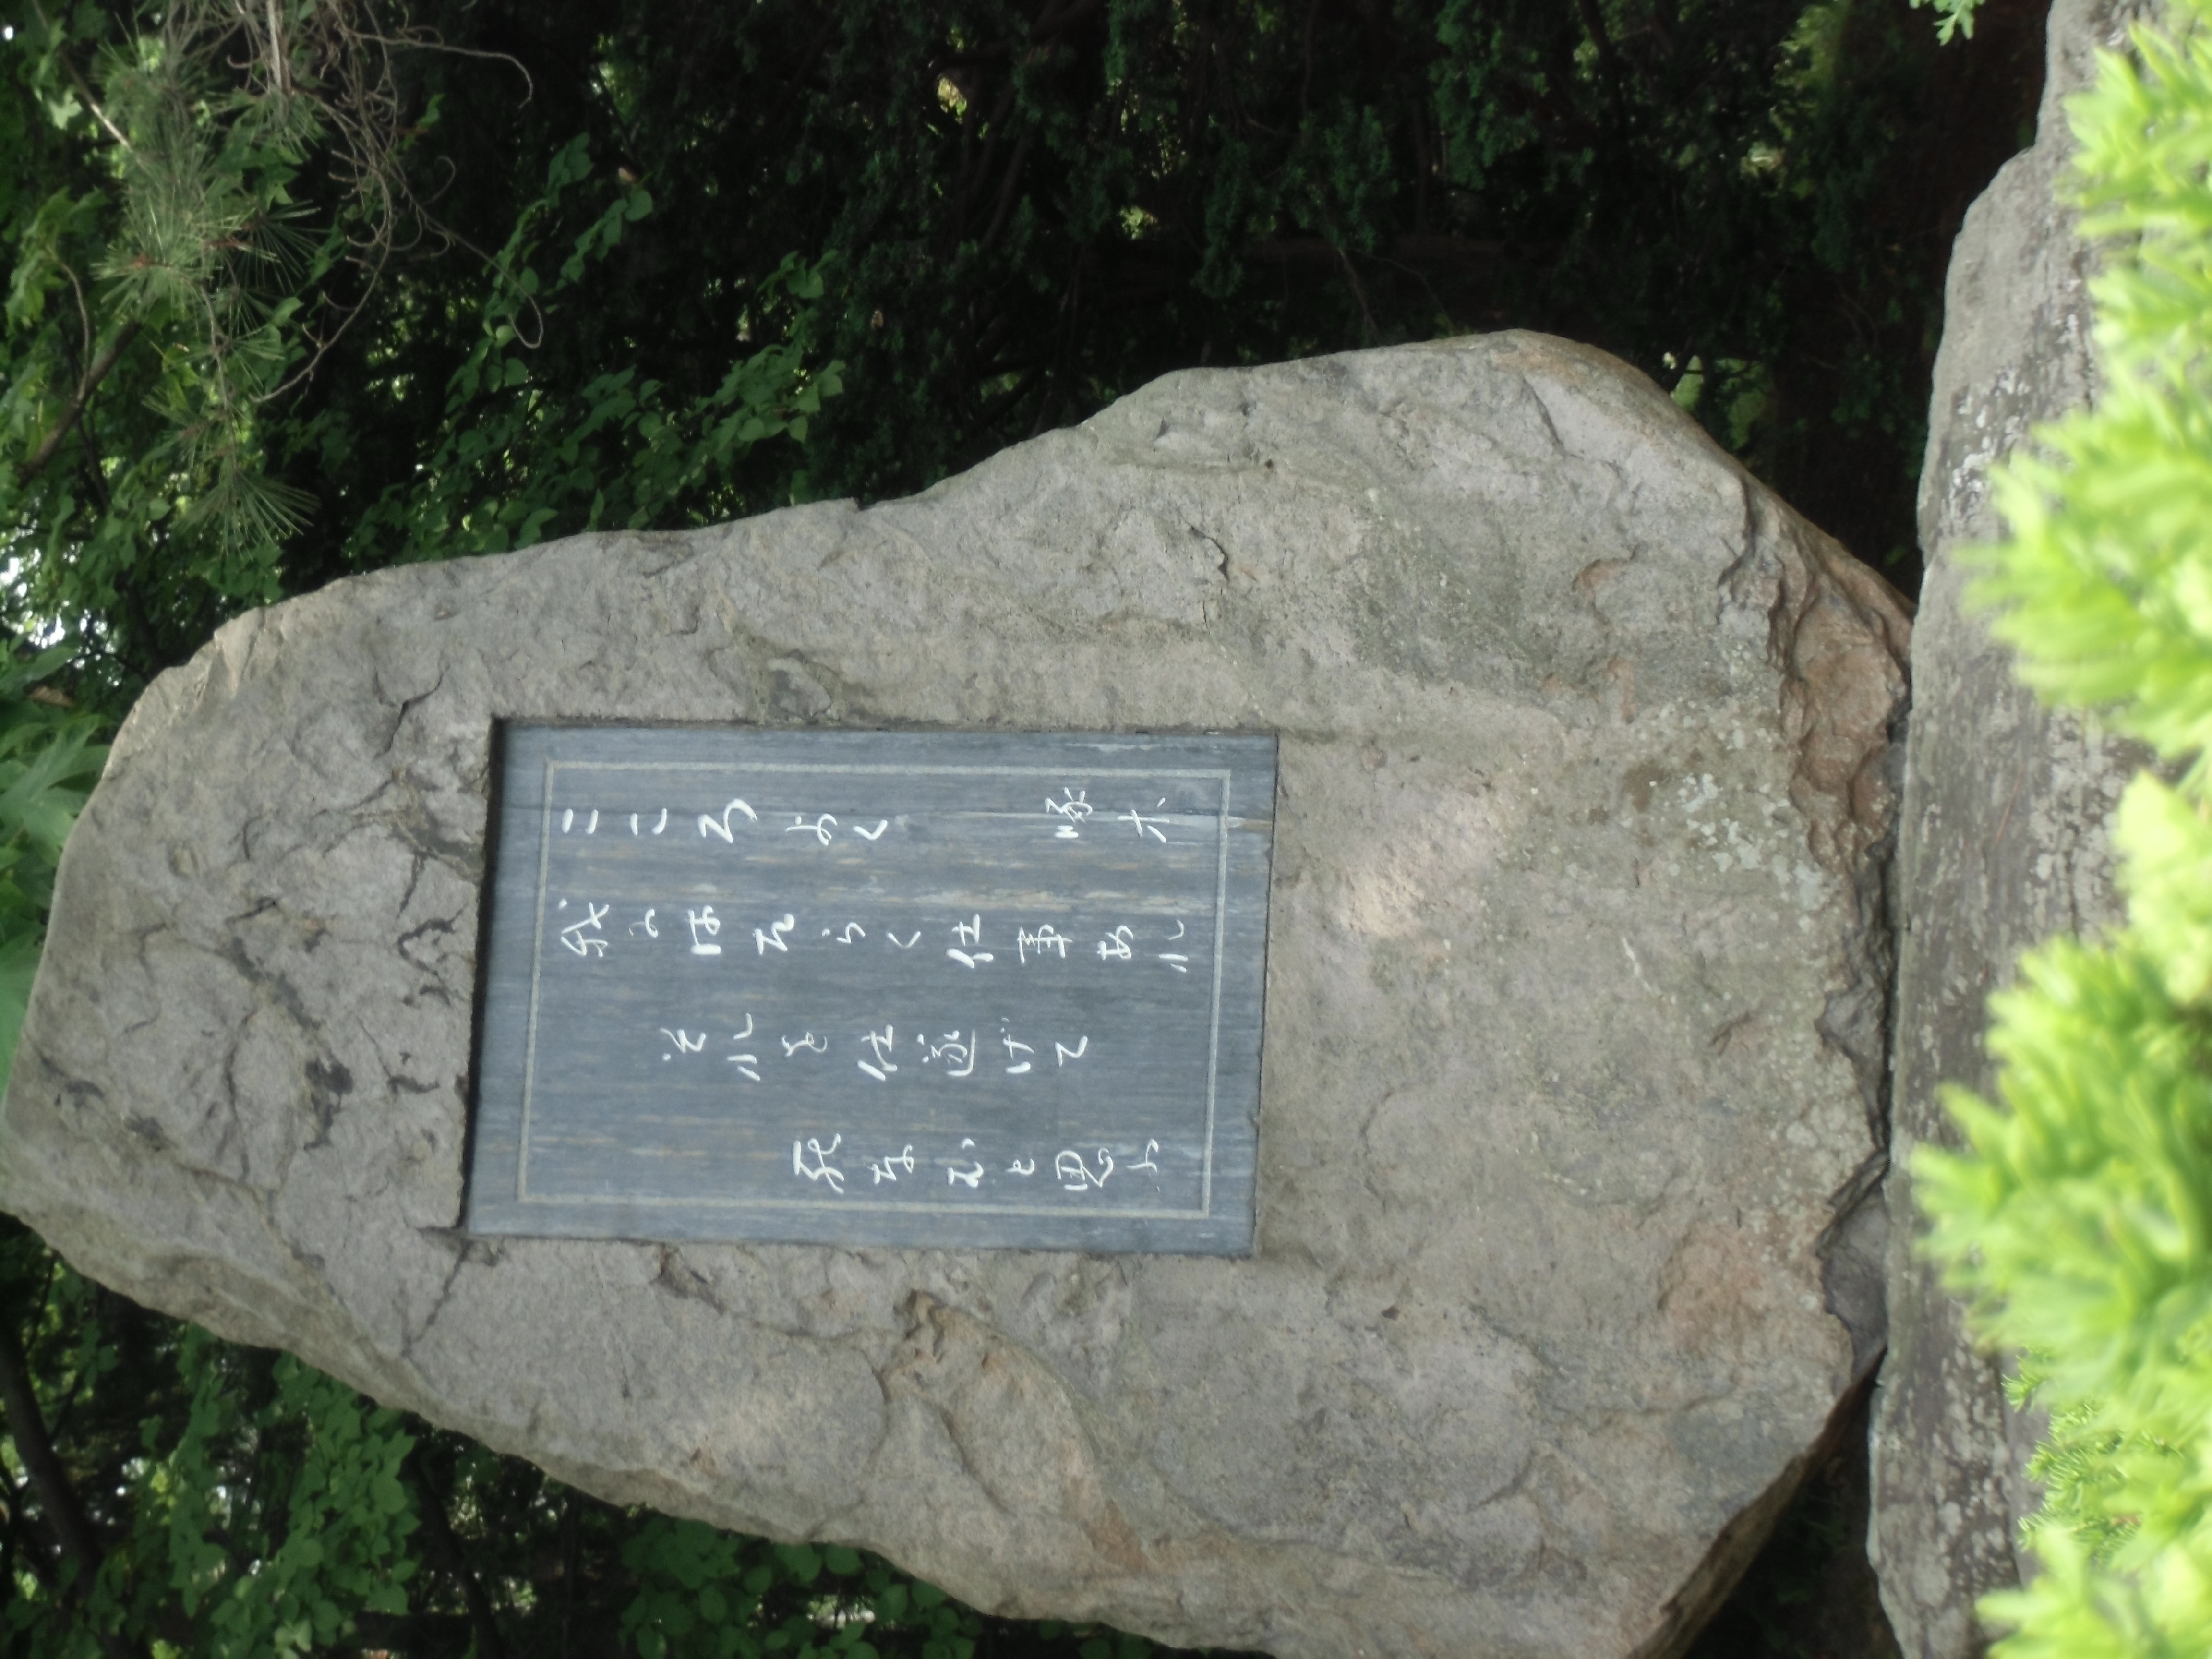 こころよく　啄木
我にはたらく仕事あれ
それを仕遂げて
死なむと思ふ